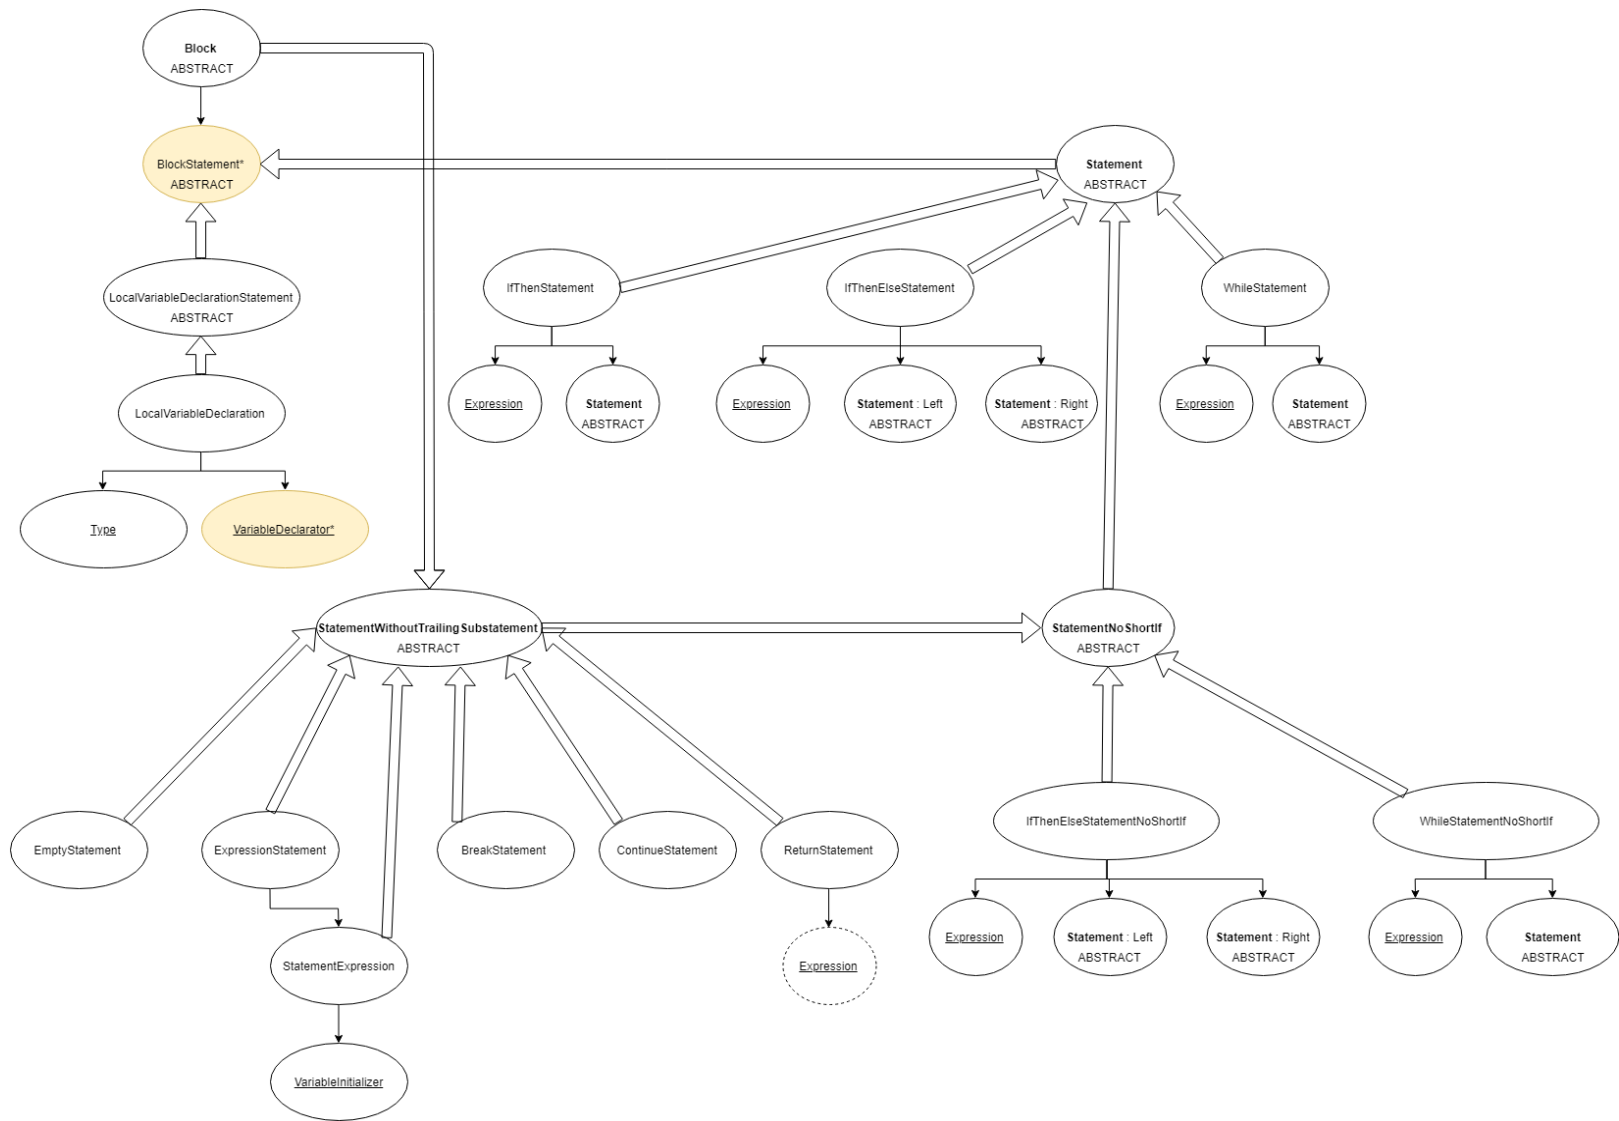 Block
ABSTRACT
BlockStatement*
ABSTRACT
Statement
ABSTRACT
LocalVariableDeclarationStatement
ABSTRACT
IfThenStatement
IfThenElseStatement
WhileStatement
LocalVariableDeclaration
Expression
Statement
ABSTRACT
Expression
Statement : Left
ABSTRACT
Statement : Right
ABSTRACT
Expression
Statement
ABSTRACT
Type
VariableDeclarator*
StatementWithoutTrailingSubstatement
ABSTRACT
StatementNoShortIf
ABSTRACT
EmptyStatement
ExpressionStatement
BreakStatement
ContinueStatement
ReturnStatement
IfThenElseStatementNoShortIf
WhileStatementNoShortIf
StatementExpression
Expression
Expression
Statement : Left
ABSTRACT
Statement : Right
ABSTRACT
Expression
Statement
ABSTRACT
VariableInitializer